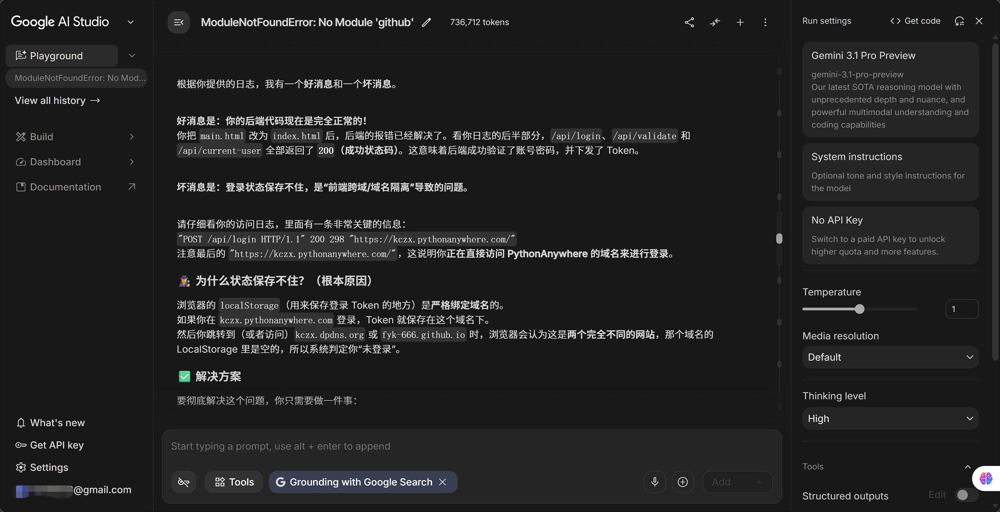 Google AI Studio
Playground
ModuleNotFoundError: No Mod...
View all history →
Build
Dashboard
Documentation
What's new
Get API key
Settings
@gmail.com
ModuleNotFoundError: No Module 'github'
736,712 tokens
根据你提供的日志，我有一个好消息和一个坏消息。
好消息是：你的后端代码现在是完全正常的！
你把 main.html 改为 index.html 后，后端的报错已经解决了。看你日志的后半部分，/api/login、/api/validate 和
/api/current-user 全部返回了 200（成功状态码）。这意味着后端成功验证了账号密码，并下发了 Token。
坏消息是：登录状态保存不住，是“前端跨域/域名隔离”导致的问题。
请仔细看你的访问日志，里面有一条非常关键的信息：
"POST /api/login HTTP/1.1" 200 298 "https://kczx.pythonanywhere.com/"
注意最后的 "https://kczx.pythonanywhere.com/"，这说明你正在直接访问 PythonAnywhere 的域名来进行登录。
🕵️ 为什么状态保存不住？（根本原因）
浏览器的 localStorage（用来保存登录 Token 的地方）是严格绑定域名的。
如果你在 kczx.pythonanywhere.com 登录，Token 就保存在这个域名下。
然后你跳转到（或者访问）kczx.dpdns.org 或 fyk-666.github.io 时，浏览器会认为这是两个完全不同的网站，那个域名的
LocalStorage 里是空的，所以系统判定你“未登录”。
✅ 解决方案
要彻底解决这个问题，你只需要做一件事：
Start typing a prompt, use alt + enter to append
Tools
Grounding with Google Search
Add
Run settings
Get code
Gemini 3.1 Pro Preview
gemini-3.1-pro-preview
Our latest SOTA reasoning model with
unprecedented depth and nuance, and
powerful multimodal understanding and
coding capabilities
System instructions
Optional tone and style instructions for
the model
No API Key
Switch to a paid API key to unlock
higher quota and more features.
Temperature
1
Media resolution
Default
Thinking level
High
Tools
Structured outputs
Edit